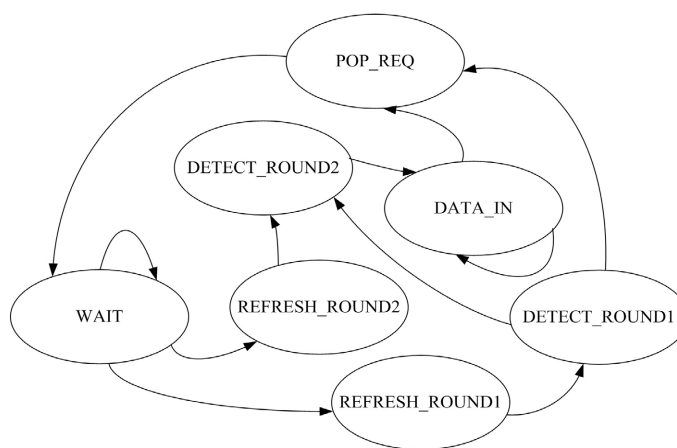 POP_REQ
DETECT_ROUND2
DATA_IN
WAIT
REFRESH_ROUND2
DETECT_ROUND1
REFRESH_ROUND1